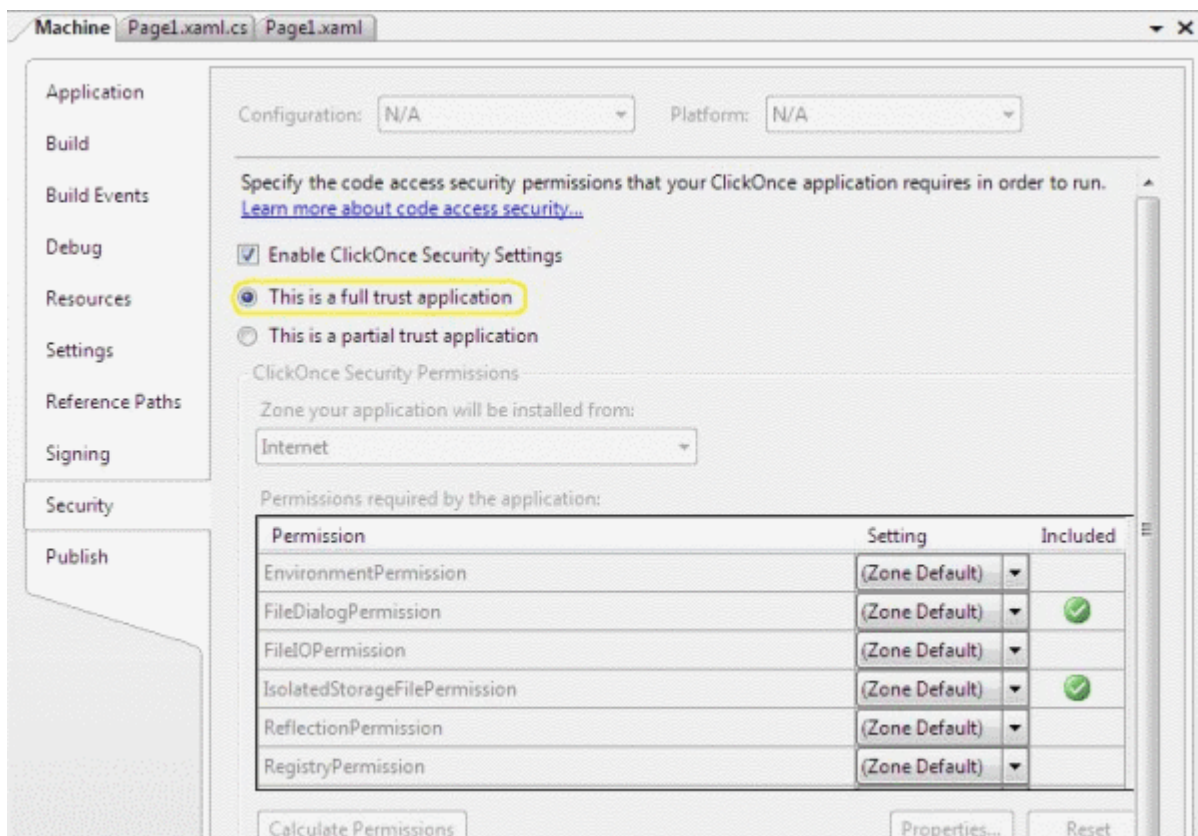 Machine Page1.xaml.cs Page1.xaml
Application
Build
Build Events
Debug
Resources
Settings
Reference Paths
Signing
Security
Publish
Configuration: N/A Platform: N/A
Specify the code access security permissions that your ClickOnce application requires in order to run.
Learn more about code access security...
Enable ClickOnce Security Settings
This is a full trust application
This is a partial trust application
ClickOnce Security Permissions
Zone your application will be installed from:
Internet
Permissions required by the application:
Permission Setting Included
EnvironmentPermission (Zone Default)
FileDialogPermission (Zone Default)
FileIOPermission (Zone Default)
IsolatedStorageFilePermission (Zone Default)
ReflectionPermission (Zone Default)
RegistryPermission (Zone Default)
Calculate Permissions Properties... Reset